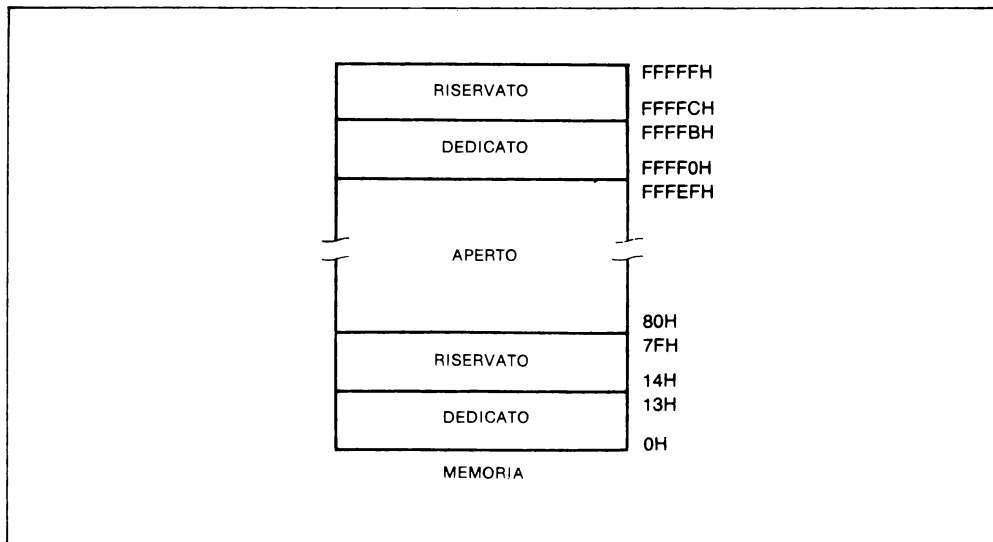 FFFFFH
RISERVATO
FFFFCH
FFFFBH
DEDICATO
FFFF0H
FFFEFH
APERTO
80H
7FH
RISERVATO
14H
13H
DEDICATO
0H
MEMORIA